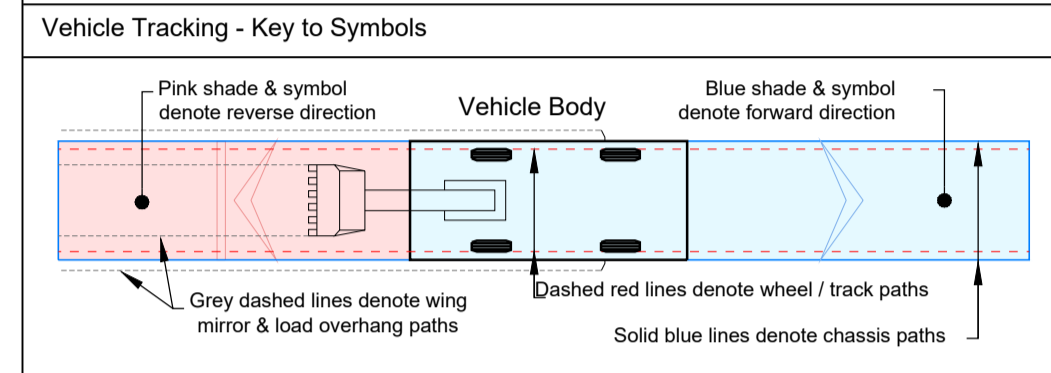 Vehicle Tracking - Key to Symbols
Pink shade & symbol
denote reverse direction
Vehicle Body
Blue shade & symbol
denote forward direction
Grey dashed lines denote wing
mirror & load overhang paths
Dashed red lines denote wheel / track paths
Solid blue lines denote chassis paths